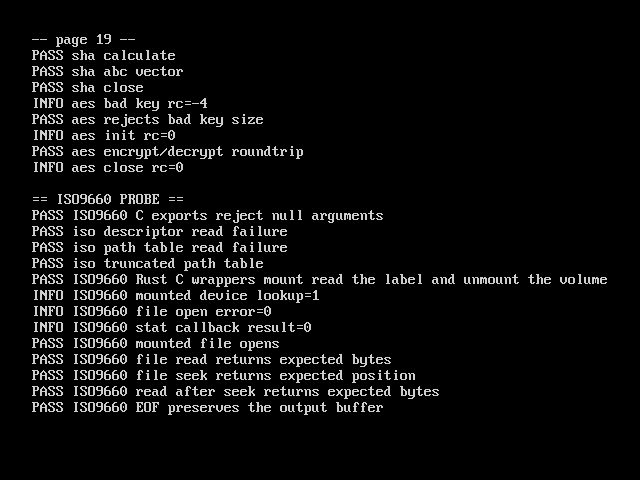 -- page 19 --
PASS sha calculate
PASS sha abc vector
PASS sha close
INFO aes bad key rc=-4
PASS aes rejects bad key size
INFO aes init rc=0
PASS aes encrypt/decrypt roundtrip
INFO aes close rc=0
== ISO9660 PROBE ==
PASS ISO9660 C exports reject null arguments
PASS iso descriptor read failure
PASS iso path table read failure
PASS iso truncated path table
PASS ISO9660 Rust C wrappers mount read the label and unmount the volume
INFO ISO9660 mounted device lookup=1
INFO ISO9660 file open error=0
INFO ISO9660 stat callback result=0
PASS ISO9660 mounted file opens
PASS ISO9660 file read returns expected bytes
PASS ISO9660 file seek returns expected position
PASS ISO9660 read after seek returns expected bytes
PASS ISO9660 EOF preserves the output buffer